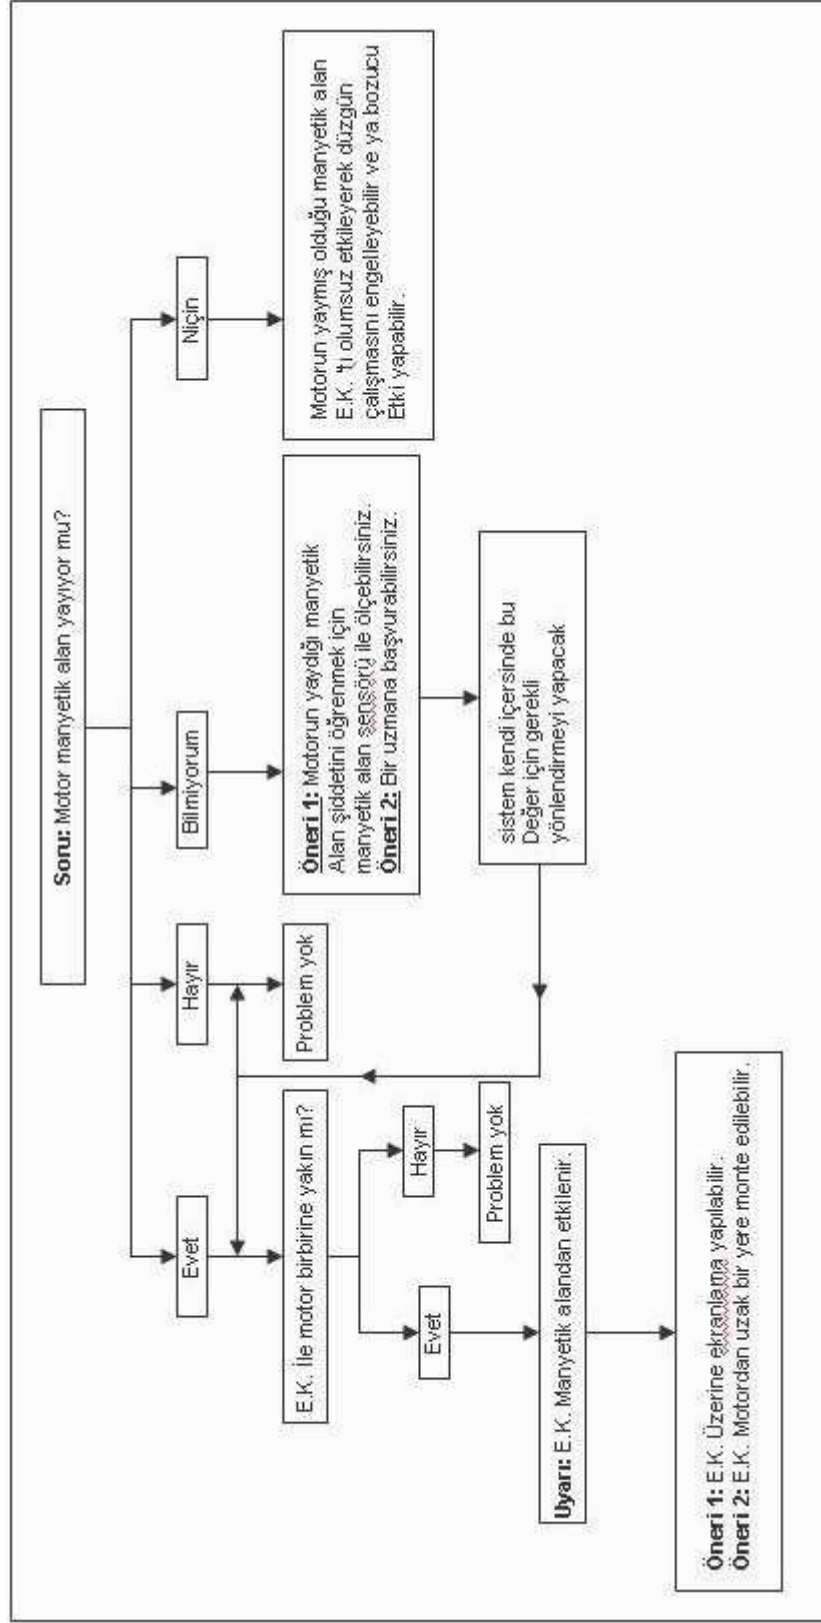 Soru: Motor manyetik alan yayıyor mu?
Evet
Hayır
Bilmiyorum
Niçin
E.K. İle motor birbirine yakın mı?
Problem yok
Öneri 1: Motorun yaydığı manyetik
Alan şiddetini öğrenmek için
manyetik alan sensörü ile ölçebilirsiniz.
Öneri 2: Bir uzmana başvurabilirsiniz.
Motorun yaymış olduğu manyetik alan
E.K. 'tı olumsuz etkileyerek düzgün
çalışmasını engelleyebilir ve ya bozucu
Etki yapabilir.
Evet
Hayır
Problem yok
sistem kendi içersinde bu
Değer için gerekli
yönlendirmeyi yapacak
Uyarı: E.K. Manyetik alandan etkilenir.
Öneri 1: E.K. Üzerine ekranlama yapılabilir.
Öneri 2: E.K. Motordan uzak bir yere monte edilebilir.